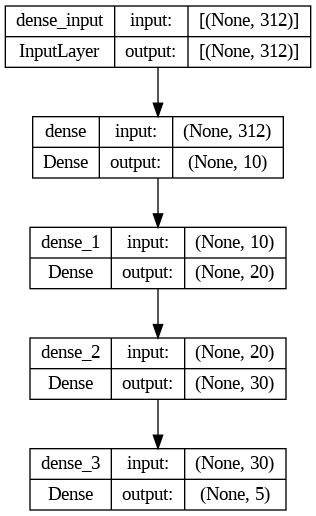 dense_input input: [(None, 312)]
InputLayer output: [(None, 312)]
dense input: (None, 312)
Dense output: (None, 10)
dense_1 input: (None, 10)
Dense output: (None, 20)
dense_2 input: (None, 20)
Dense output: (None, 30)
dense_3 input: (None, 30)
Dense output: (None, 5)